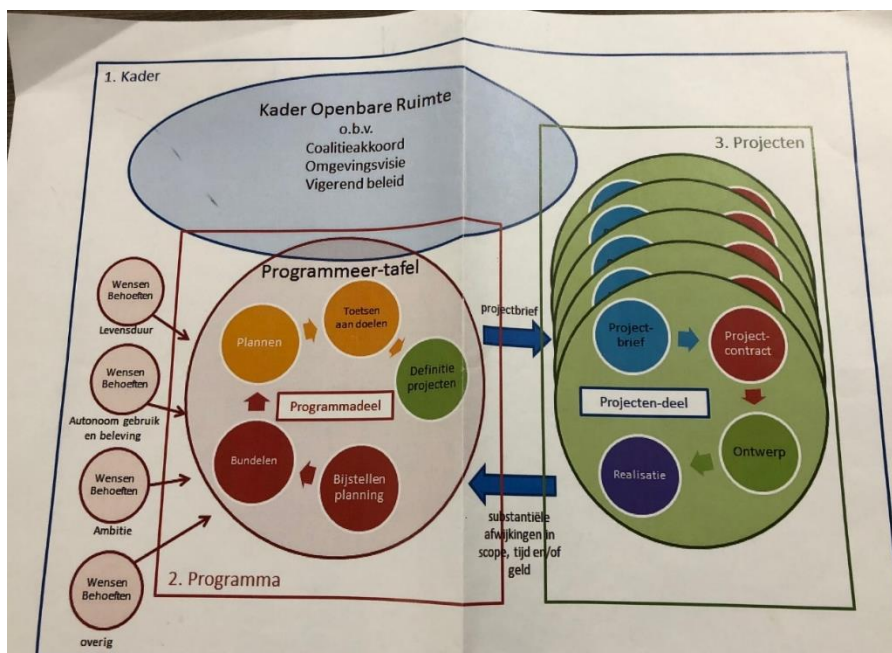 1. Kader
Kader Openbare Ruimte
o.b.v.
Coalitieakkoord
Omgevingsvisie
Vigerend beleid
3. Projecten
Programmeer-tafel
Wensen
Behoeften
Levensduur
Wensen
Behoeften
Autonoom gebruik
en beleving
Wensen
Behoeften
Ambitie
Wensen
Behoeften
overig
Plannen
Toetsen
aan doelen
Definitie
projecten
Programmadeel
Bundelen
Bijstellen
planning
2. Programma
projectbrief
substantiële
afwijkingen in
scope, tijd en/of
geld
Project-
brief
Project-
contract
Projecten-deel
Realisatie
Ontwerp